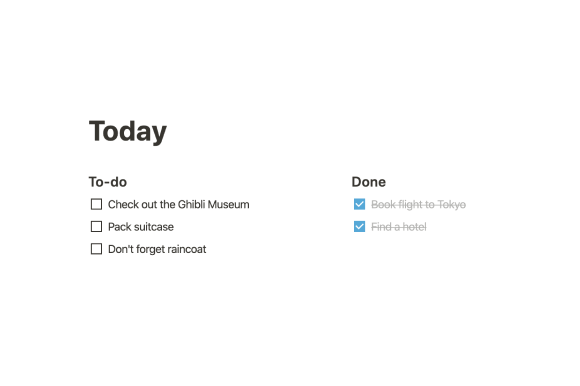 Today
To-do
Check out the Ghibli Museum
Pack suitcase
Don't forget raincoat
Done
Book flight to Tokyo
Find a hotel